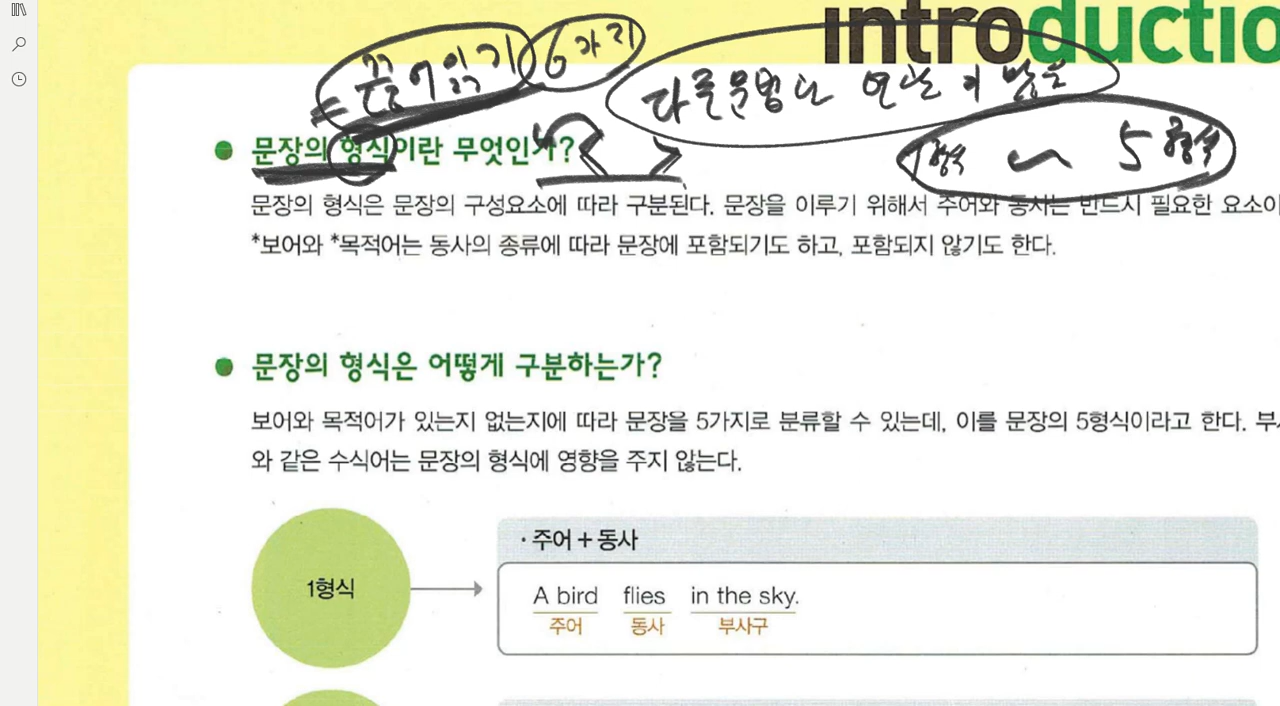 introductio
끊어읽기 6가지
다른문법과 연관이 많음
1형식 ~ 5형식
문장의 형식이란 무엇인가?
문장의 형식은 문장의 구성요소에 따라 구분된다. 문장을 이루기 위해서 주어와 동사는 반드시 필요한 요소이
*보어와 *목적어는 동사의 종류에 따라 문장에 포함되기도 하고, 포함되지 않기도 한다.
문장의 형식은 어떻게 구분하는가?
보어와 목적어가 있는지 없는지에 따라 문장을 5가지로 분류할 수 있는데, 이를 문장의 5형식이라고 한다. 부
와 같은 수식어는 문장의 형식에 영향을 주지 않는다.
1형식
· 주어 + 동사
A bird flies in the sky.
주어 동사 부사구